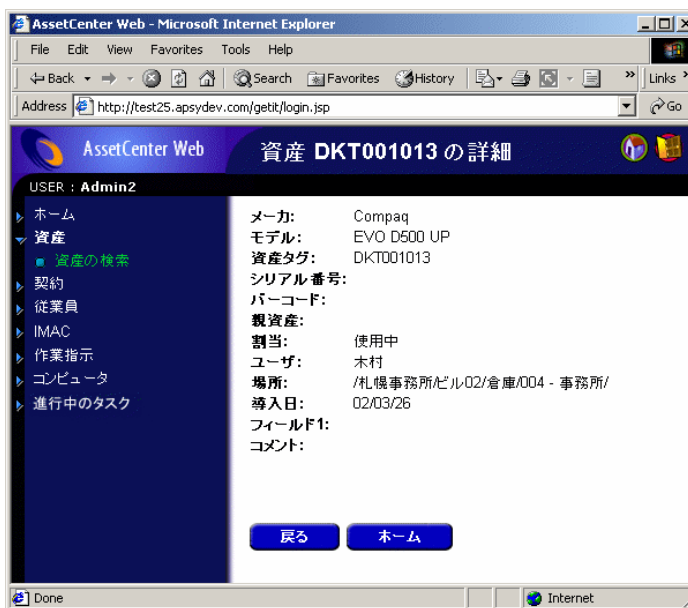 AssetCenter Web - Microsoft Internet Explorer
File Edit View Favorites Tools Help
Back Search Favorites History Links
Address http://test25.apsydev.com/getit/login.jsp Go
AssetCenter Web
資産 DKT001013 の詳細
USER : Admin2
ホーム
資産
資産の検索
契約
従業員
IMAC
作業指示
コンピュータ
進行中のタスク
メーカ: Compaq
モデル: EVO D500 UP
資産タグ: DKT001013
シリアル番号:
バーコード:
親資産:
割当: 使用中
ユーザ: 木村
場所: /札幌事務所/ビル02/倉庫/004 - 事務所/
導入日: 02/03/26
フィールド1:
コメント:
戻る ホーム
Done Internet